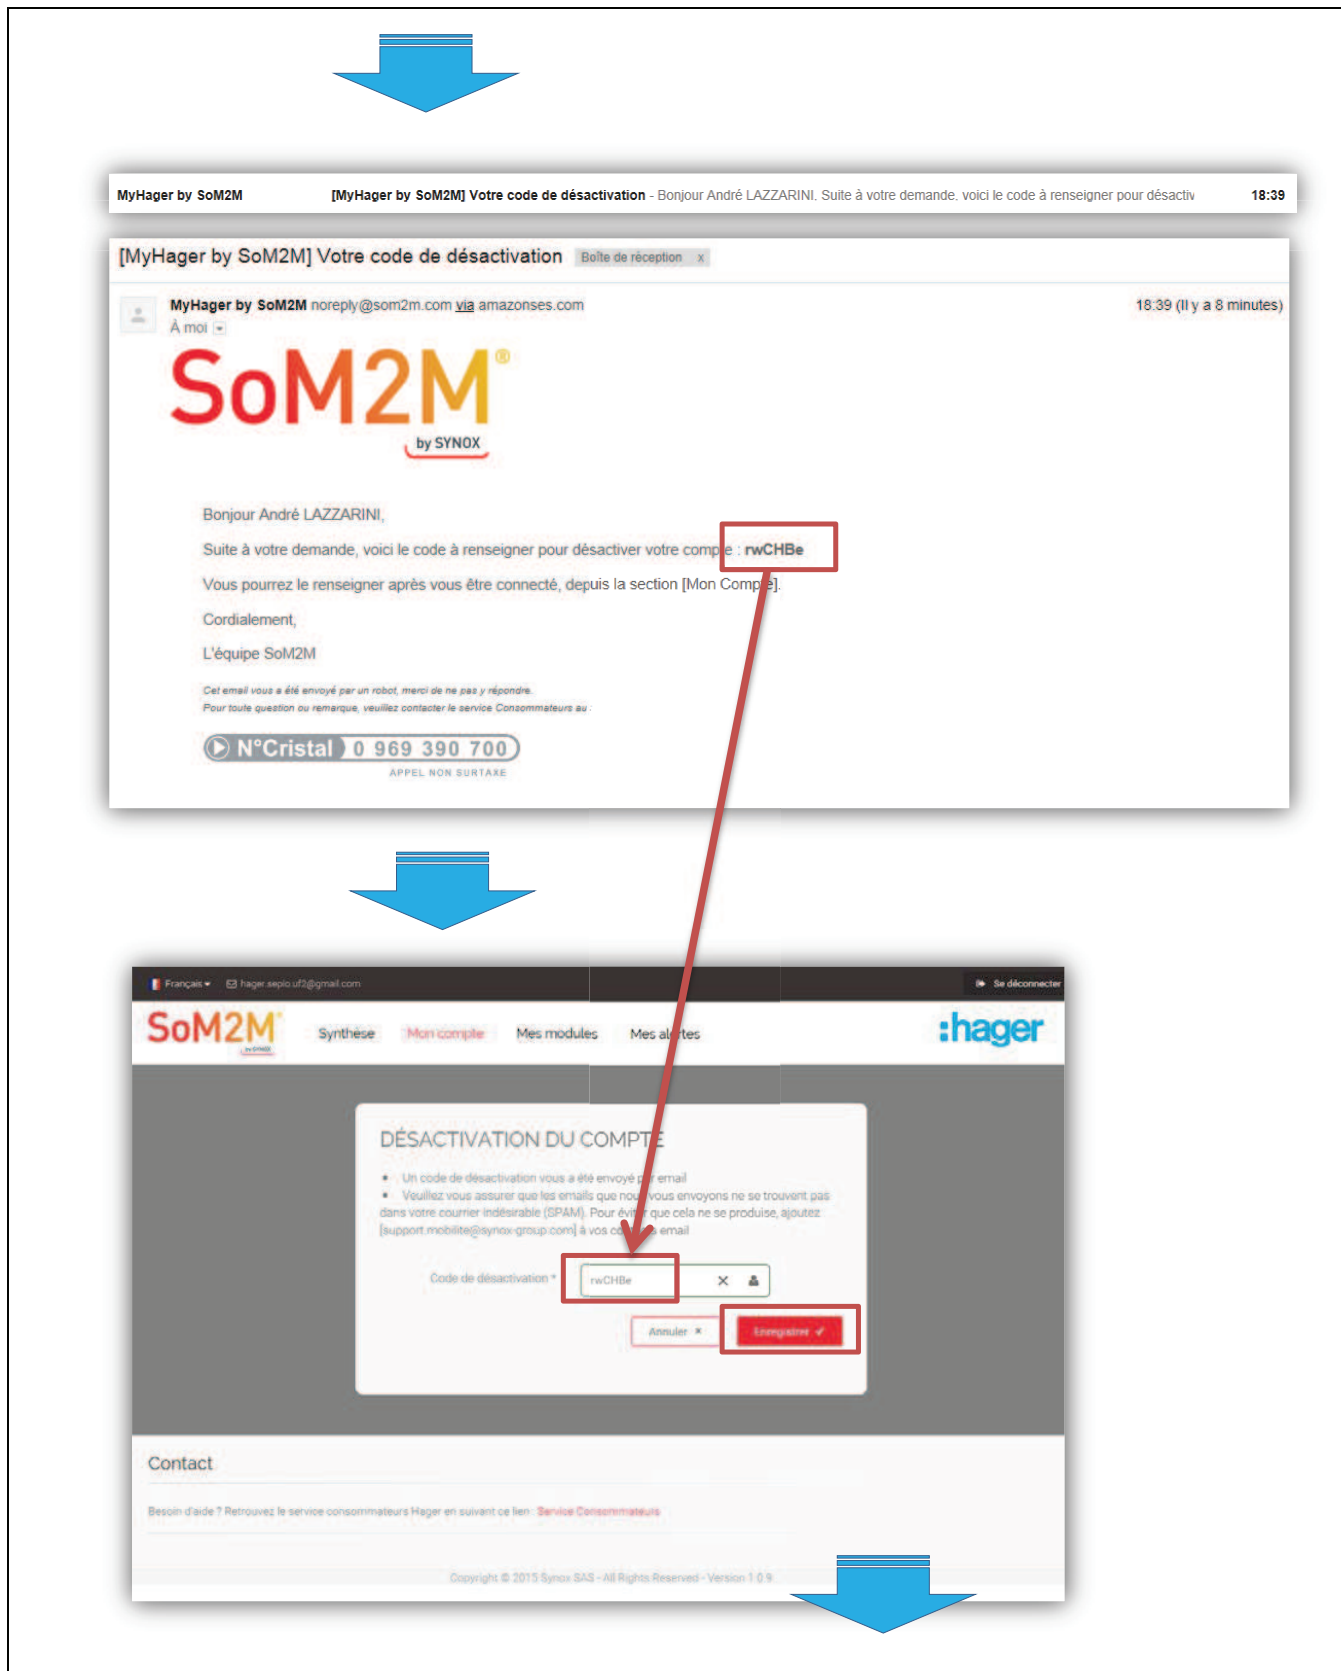 MyHager by SoM2M [MyHager by SoM2M] Votre code de désactivation - Bonjour André LAZZARINI, Suite à votre demande, voici le code à renseigner pour désactiv 18:39
[MyHager by SoM2M] Votre code de désactivation Boîte de réception x
MyHager by SoM2M noreply@som2m.com via amazonses.com 18:39 (Il y a 8 minutes)
À moi
SoM2M®
by SYNOX
Bonjour André LAZZARINI,
Suite à votre demande, voici le code à renseigner pour désactiver votre compte : rwCHBe
Vous pourrez le renseigner après vous être connecté, depuis la section [Mon Compte].
Cordialement,
L'équipe SoM2M
Cet email vous a été envoyé par un robot, merci de ne pas y répondre.
Pour toute question ou remarque, veuillez contacter le service Consommateurs au :
N°Cristal 0 969 390 700
APPEL NON SURTAXE
Français hager.sepio.uf2@gmail.com Se déconnecter
SoM2M by SYNOX Synthèse Mon compte Mes modules Mes alertes :hager
DÉSACTIVATION DU COMPTE
• Un code de désactivation vous a été envoyé par email
• Veuillez vous assurer que les emails que nous vous envoyons ne se trouvent pas
dans votre courrier indésirable (SPAM). Pour éviter que cela ne se produise, ajoutez
[support.mobilite@synox-group.com] à vos contacts email
Code de désactivation * rwCHBe
Annuler × Enregistrer ✓
Contact
Besoin d'aide ? Retrouvez le service consommateurs Hager en suivant ce lien : Service Consommateurs
Copyright © 2015 Synox SAS - All Rights Reserved - Version 1.0.9